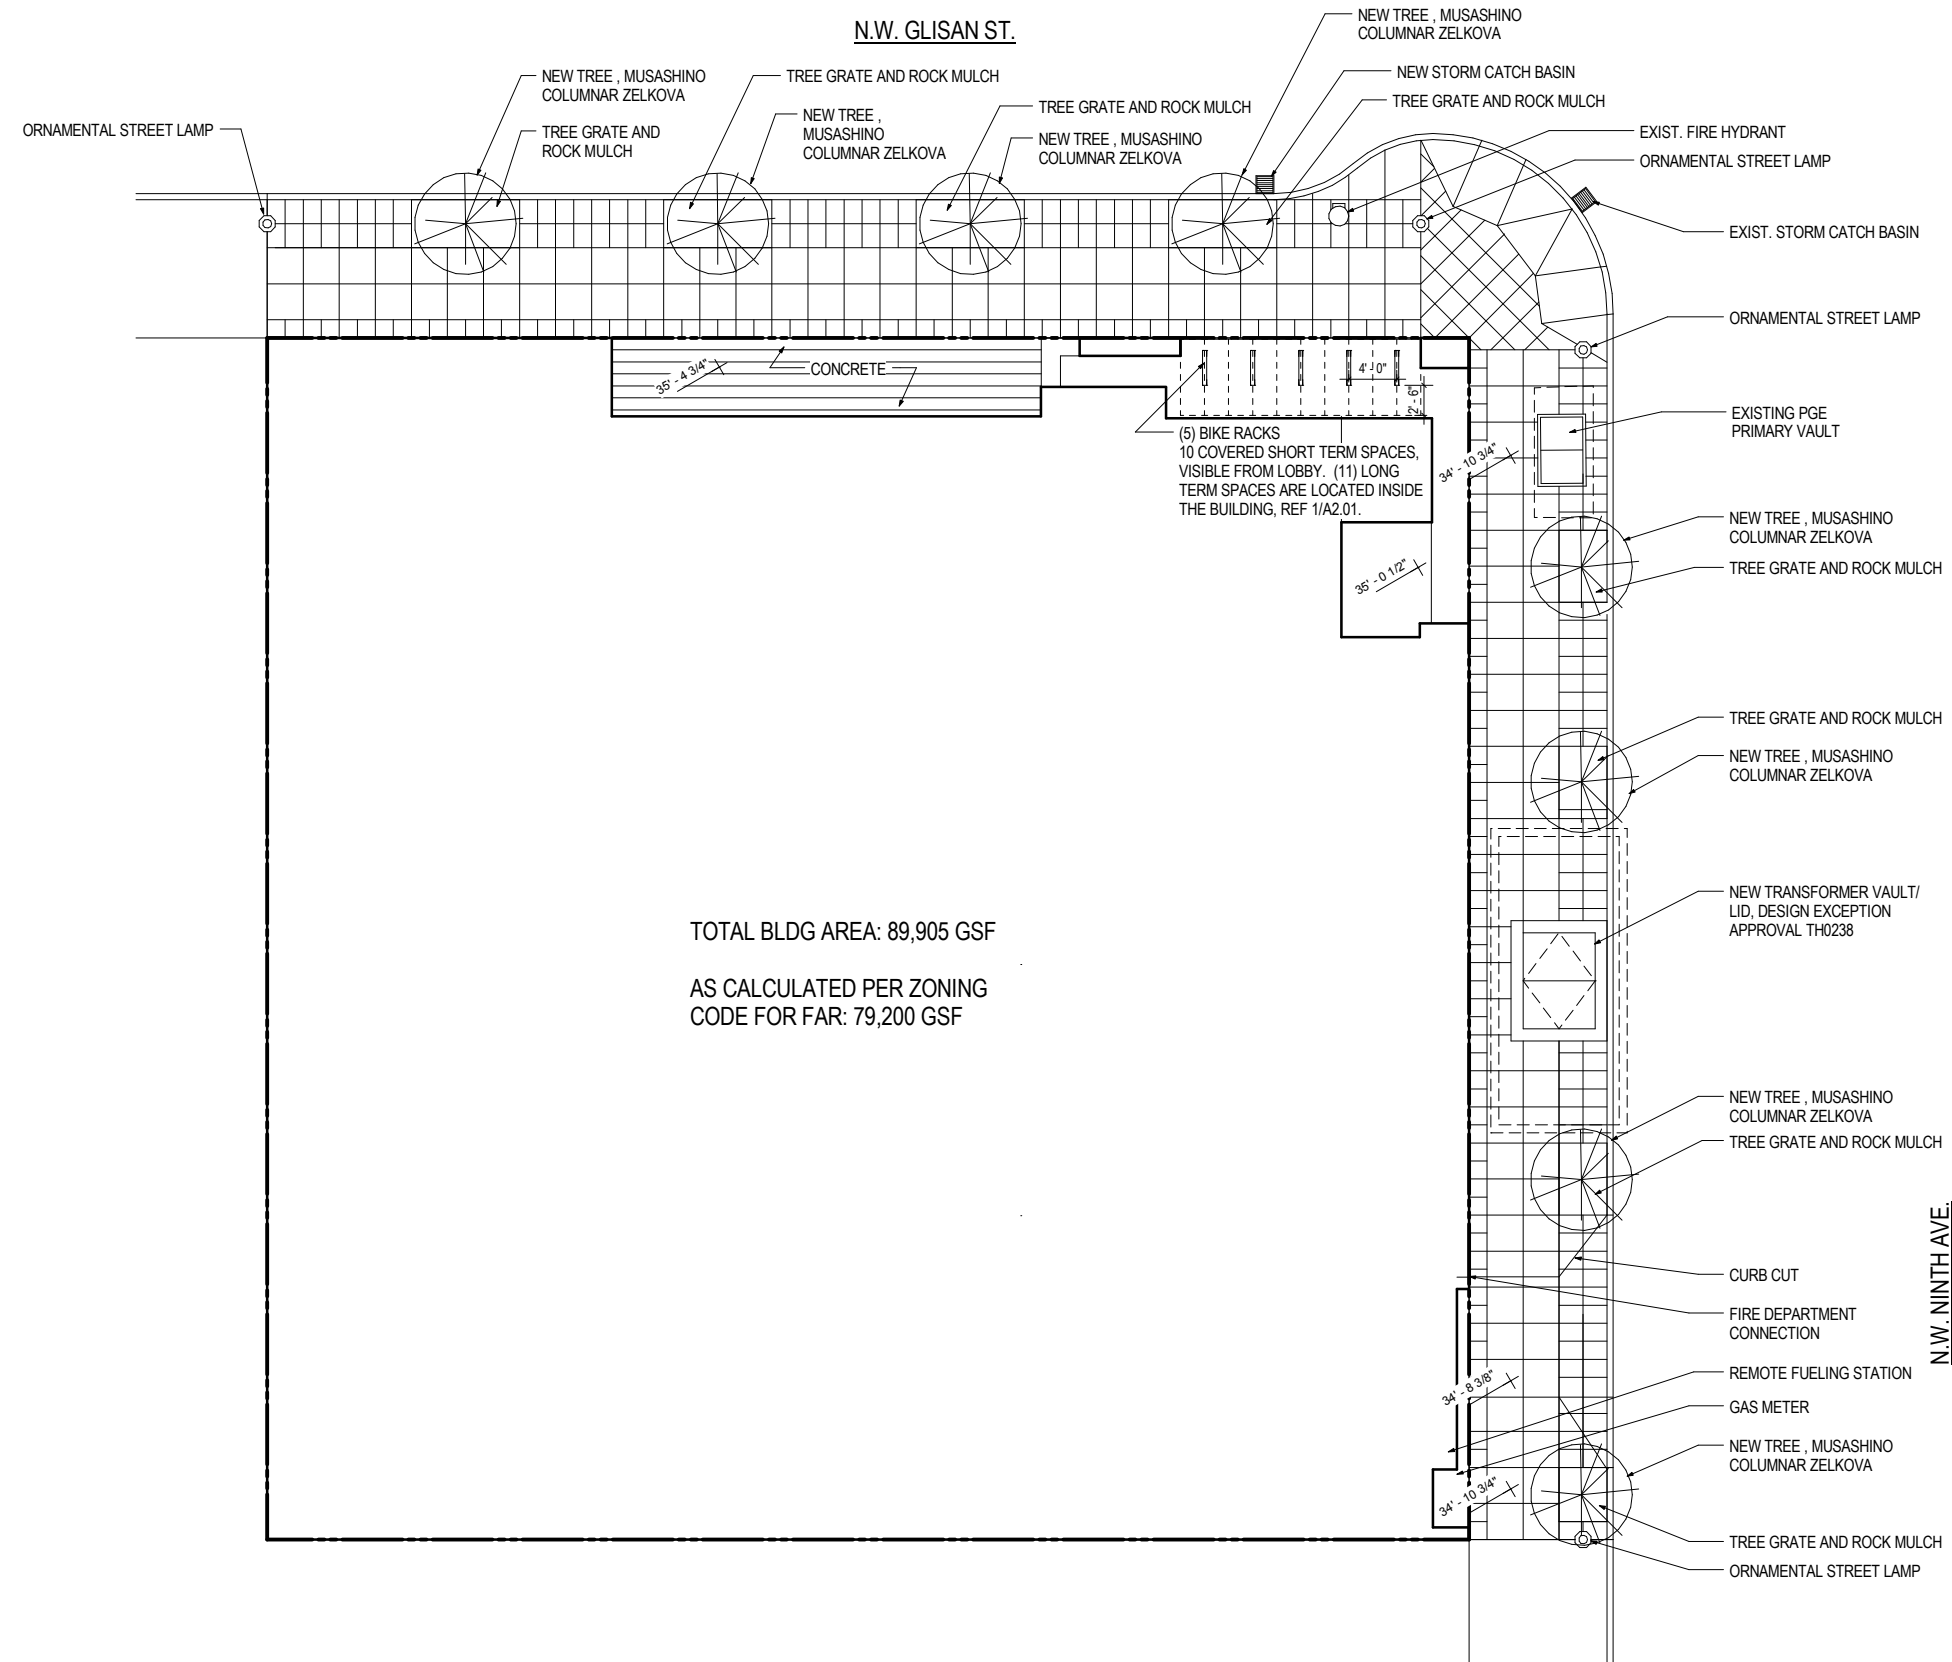 N.W. GLISAN ST.
NEW TREE , MUSASHINO
COLUMNAR ZELKOVA
NEW TREE , MUSASHINO
COLUMNAR ZELKOVA
TREE GRATE AND ROCK MULCH
NEW STORM CATCH BASIN
TREE GRATE AND ROCK MULCH
TREE GRATE AND ROCK MULCH
NEW TREE ,
MUSASHINO
COLUMNAR ZELKOVA
ORNAMENTAL STREET LAMP
TREE GRATE AND
ROCK MULCH
NEW TREE , MUSASHINO
COLUMNAR ZELKOVA
EXIST. FIRE HYDRANT
ORNAMENTAL STREET LAMP
EXIST. STORM CATCH BASIN
ORNAMENTAL STREET LAMP
35' - 4 3/4"
CONCRETE
4' - 0"
2' - 6"
EXISTING PGE
PRIMARY VAULT
(5) BIKE RACKS
10 COVERED SHORT TERM SPACES,
VISIBLE FROM LOBBY. (11) LONG
TERM SPACES ARE LOCATED INSIDE
THE BUILDING, REF 1/A2.01.
34' - 10 3/4"
NEW TREE , MUSASHINO
COLUMNAR ZELKOVA
TREE GRATE AND ROCK MULCH
35' - 0 1/2"
TREE GRATE AND ROCK MULCH
NEW TREE , MUSASHINO
COLUMNAR ZELKOVA
TOTAL BLDG AREA: 89,905 GSF
AS CALCULATED PER ZONING
CODE FOR FAR: 79,200 GSF
NEW TRANSFORMER VAULT/
LID, DESIGN EXCEPTION
APPROVAL TH0238
NEW TREE , MUSASHINO
COLUMNAR ZELKOVA
TREE GRATE AND ROCK MULCH
N.W. NINTH AVE.
CURB CUT
FIRE DEPARTMENT
CONNECTION
34' - 8 3/8"
REMOTE FUELING STATION
GAS METER
NEW TREE , MUSASHINO
COLUMNAR ZELKOVA
34' - 10 3/4"
TREE GRATE AND ROCK MULCH
ORNAMENTAL STREET LAMP